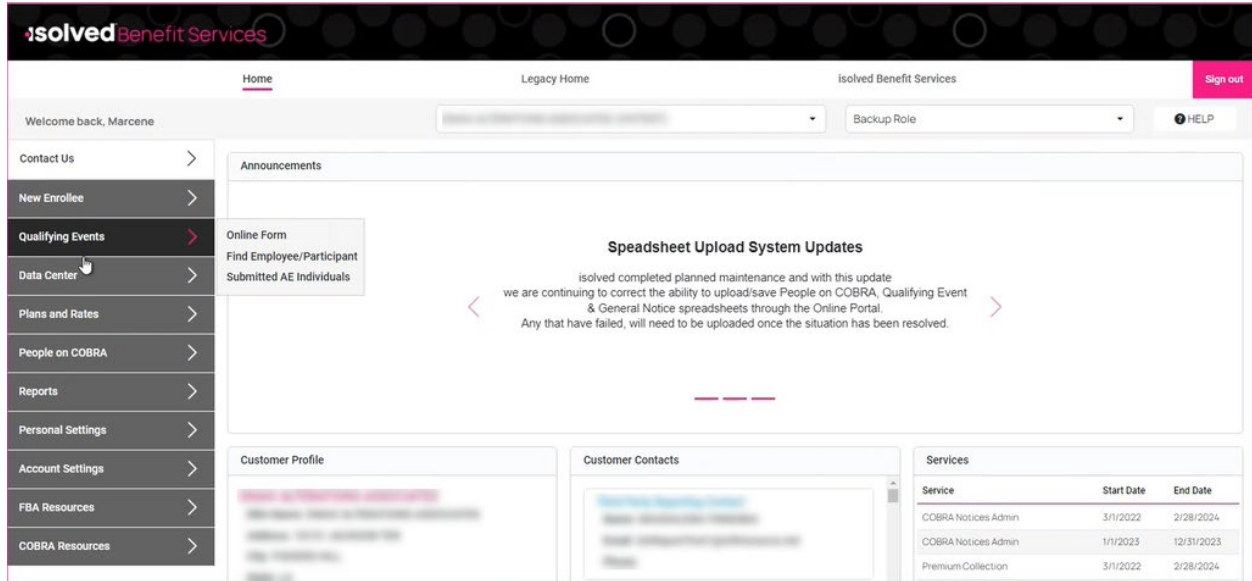 isolved Benefit Services
Home
Legacy Home
isolved Benefit Services
Sign out
Welcome back, Marcene
Backup Role
HELP
Contact Us
New Enrollee
Qualifying Events
Data Center
Plans and Rates
People on COBRA
Reports
Personal Settings
Account Settings
FBA Resources
COBRA Resources
Online Form
Find Employee/Participant
Submitted AE Individuals
Announcements
Speadsheet Upload System Updates
isolved completed planned maintenance and with this update
we are continuing to correct the ability to upload/save People on COBRA, Qualifying Event
& General Notice spreadsheets through the Online Portal.
Any that have failed, will need to be uploaded once the situation has been resolved.
Customer Profile
Customer Contacts
Services
Service Start Date End Date
COBRA Notices Admin 3/1/2022 2/28/2024
COBRA Notices Admin 1/1/2023 12/31/2023
Premium Collection 3/1/2022 2/28/2024